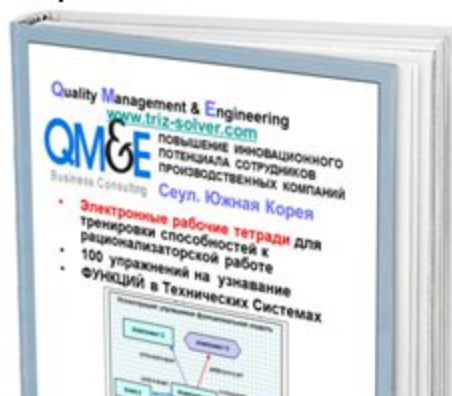 Quality Management & Engineering
www.triz-solver.com
QM&E
Business Consulting
ПОВЫШЕНИЕ ИННОВАЦИОННОГО
ПОТЕНЦИАЛА СОТРУДНИКОВ
ПРОИЗВОДСТВЕННЫХ КОМПАНИЙ
Сеул. Южная Корея
• Электронные рабочие тетради для
тренировки способностей к
рационализаторской работе
• 100 упражнений на узнавание
• ФУНКЦИЙ в Технических Системах